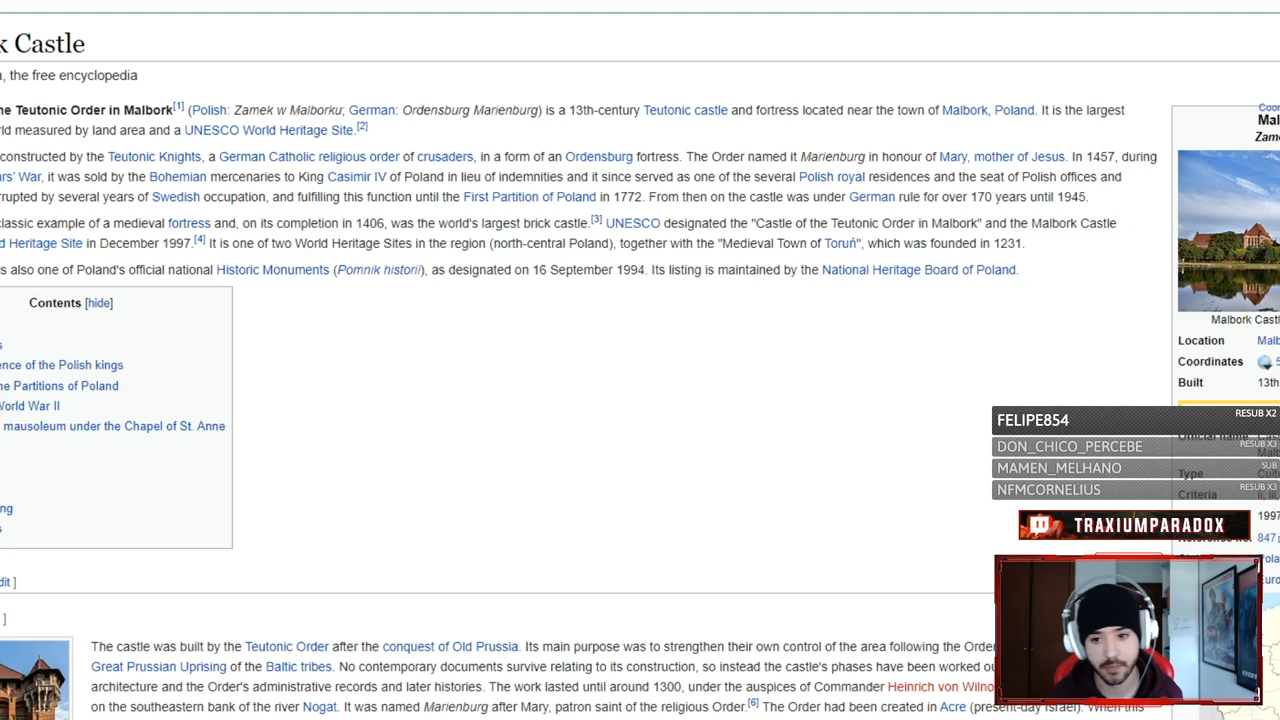 k Castle
, the free encyclopedia
Coor
ne Teutonic Order in Malbork[1] (Polish: Zamek w Malborku; German: Ordensburg Marienburg) is a 13th-century Teutonic castle and fortress located near the town of Malbork, Poland. It is the largest
rld measured by land area and a UNESCO World Heritage Site.[2]
constructed by the Teutonic Knights, a German Catholic religious order of crusaders, in a form of an Ordensburg fortress. The Order named it Marienburg in honour of Mary, mother of Jesus. In 1457, during
rs' War, it was sold by the Bohemian mercenaries to King Casimir IV of Poland in lieu of indemnities and it since served as one of the several Polish royal residences and the seat of Polish offices and
rrupted by several years of Swedish occupation, and fulfilling this function until the First Partition of Poland in 1772. From then on the castle was under German rule for over 170 years until 1945.
classic example of a medieval fortress and, on its completion in 1406, was the world's largest brick castle.[3] UNESCO designated the "Castle of the Teutonic Order in Malbork" and the Malbork Castle
d Heritage Site in December 1997.[4] It is one of two World Heritage Sites in the region (north-central Poland), together with the "Medieval Town of Toruń", which was founded in 1231.
is also one of Poland's official national Historic Monuments (Pomnik historii), as designated on 16 September 1994. Its listing is maintained by the National Heritage Board of Poland.
Contents [hide]
s
ence of the Polish kings
he Partitions of Poland
World War II
mausoleum under the Chapel of St. Anne
ng
s
Mal
Zame
Malbork Castl
Location Malb
Coordinates 5
Built 13th
Official name
Type
Criteria
1997
847
FELIPE854 RESUB X2
DON_CHICO_PERCEBE RESUB X3
MAMEN_MELHANO SUB
NFMCORNELIUS RESUB X3
TRAXIUMPARADOX
dit ]
]
The castle was built by the Teutonic Order after the conquest of Old Prussia. Its main purpose was to strengthen their own control of the area following the Order
Great Prussian Uprising of the Baltic tribes. No contemporary documents survive relating to its construction, so instead the castle's phases have been worked ou
architecture and the Order's administrative records and later histories. The work lasted until around 1300, under the auspices of Commander Heinrich von Wilno
on the southeastern bank of the river Nogat. It was named Marienburg after Mary, patron saint of the religious Order.[6] The Order had been created in Acre (present-day Israel). When this